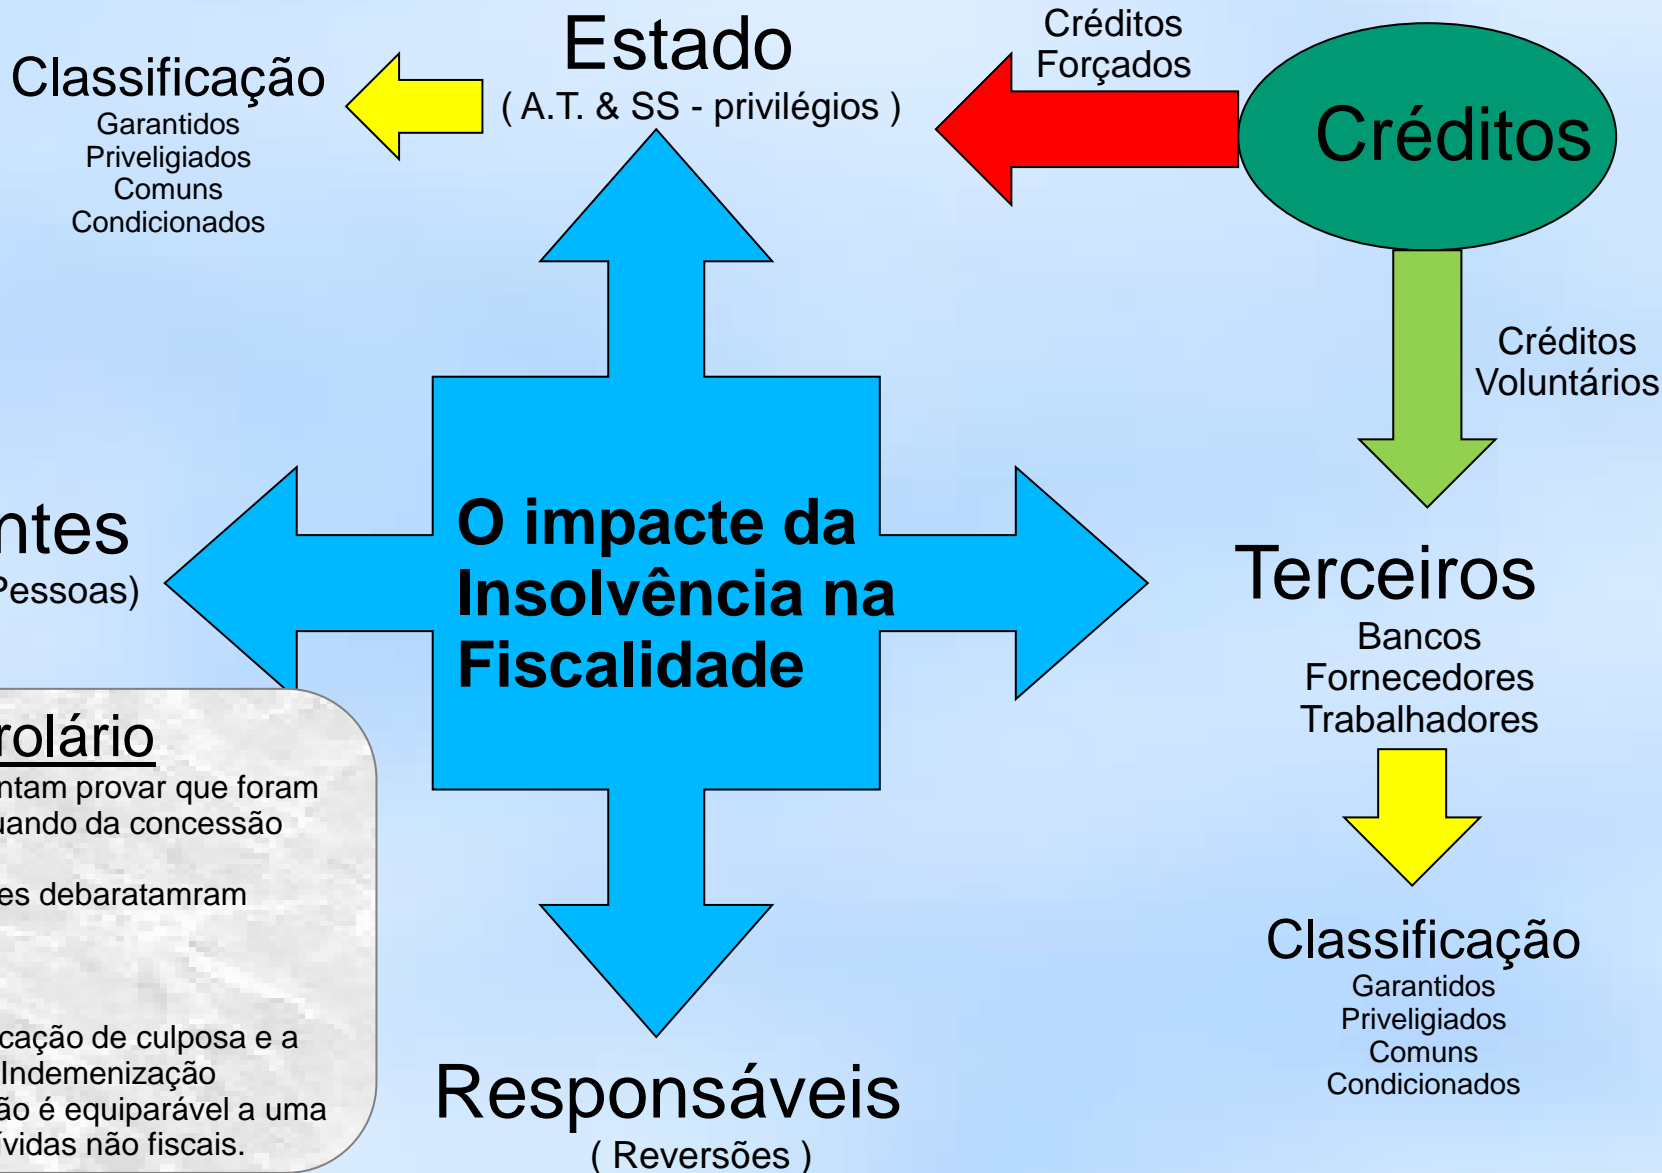 Estado
( A.T. & SS - privilégios )
Classificação
Garantidos
Priveligiados
Comuns
Condicionados
Créditos
Forçados
Créditos
Créditos
Voluntários
O impacte da
Insolvência na
Fiscalidade
ntes
Pessoas)
Terceiros
Bancos
Fornecedores
Trabalhadores
Classificação
Garantidos
Priveligiados
Comuns
Condicionados
rolário
ntam provar que foram
uando da concessão
es debaratamram
cação de culposa e a
Indemenização
ão é equiparável a uma
ívidas não fiscais.
Responsáveis
( Reversões )